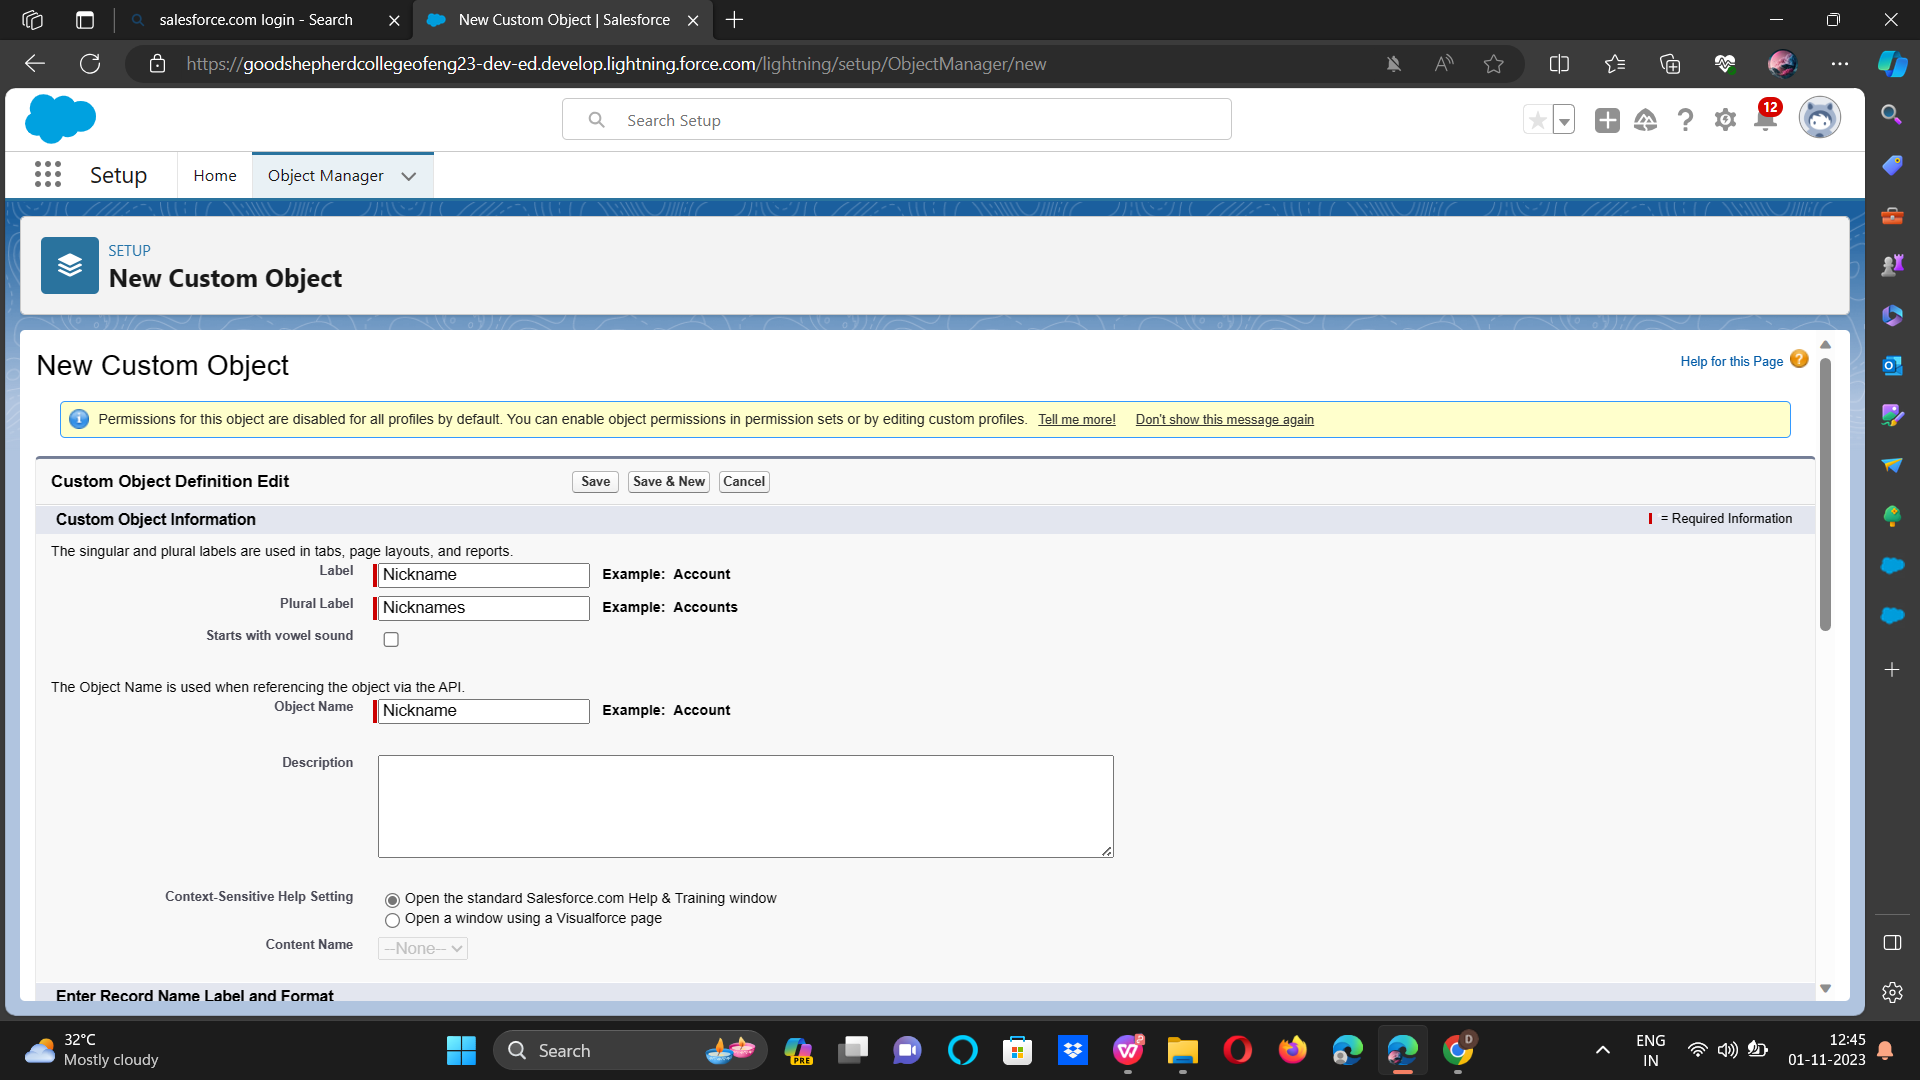 salesforce.com login - Search
New Custom Object | Salesforce
https://goodshepherdcollegeofeng23-dev-ed.develop.lightning.force.com/lightning/setup/ObjectManager/new
Search Setup
12
Setup
Home
Object Manager
SETUP
New Custom Object
New Custom Object
Help for this Page
Permissions for this object are disabled for all profiles by default. You can enable object permissions in permission sets or by editing custom profiles. Tell me more! Don't show this message again
Custom Object Definition Edit
Save
Save & New
Cancel
Custom Object Information
= Required Information
The singular and plural labels are used in tabs, page layouts, and reports.
Label
Nickname
Example: Account
Plural Label
Nicknames
Example: Accounts
Starts with vowel sound
The Object Name is used when referencing the object via the API.
Object Name
Nickname
Example: Account
Description
Context-Sensitive Help Setting
Open the standard Salesforce.com Help & Training window
Open a window using a Visualforce page
Content Name
--None--
Enter Record Name Label and Format
32°C
Mostly cloudy
Search
PRE
D
ENG
IN
12:45
01-11-2023